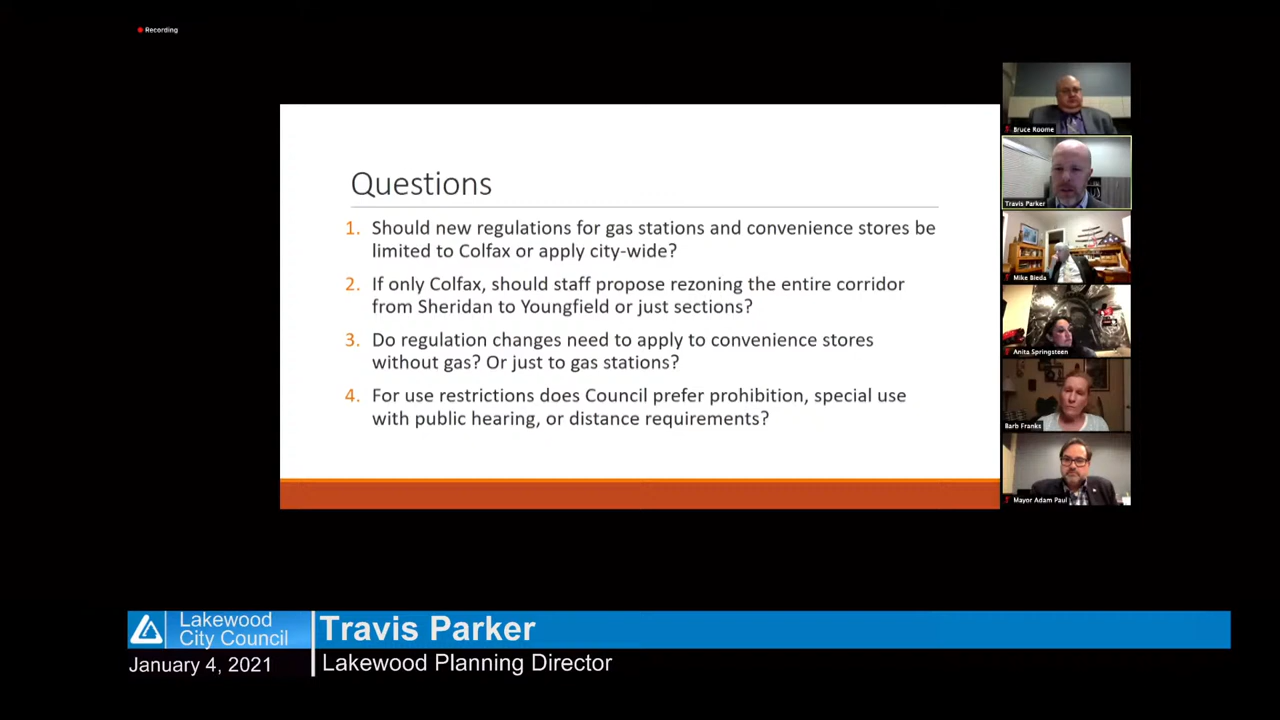 Recording
Questions
1. Should new regulations for gas stations and convenience stores be
limited to Colfax or apply city-wide?
2. If only Colfax, should staff propose rezoning the entire corridor
from Sheridan to Youngfield or just sections?
3. Do regulation changes need to apply to convenience stores
without gas? Or just to gas stations?
4. For use restrictions does Council prefer prohibition, special use
with public hearing, or distance requirements?
Bruce Roome
Travis Parker
Mike Bieda
Anita Springsteen
Barb Franks
Mayor Adam Paul
Lakewood
City Council
January 4, 2021
Travis Parker
Lakewood Planning Director